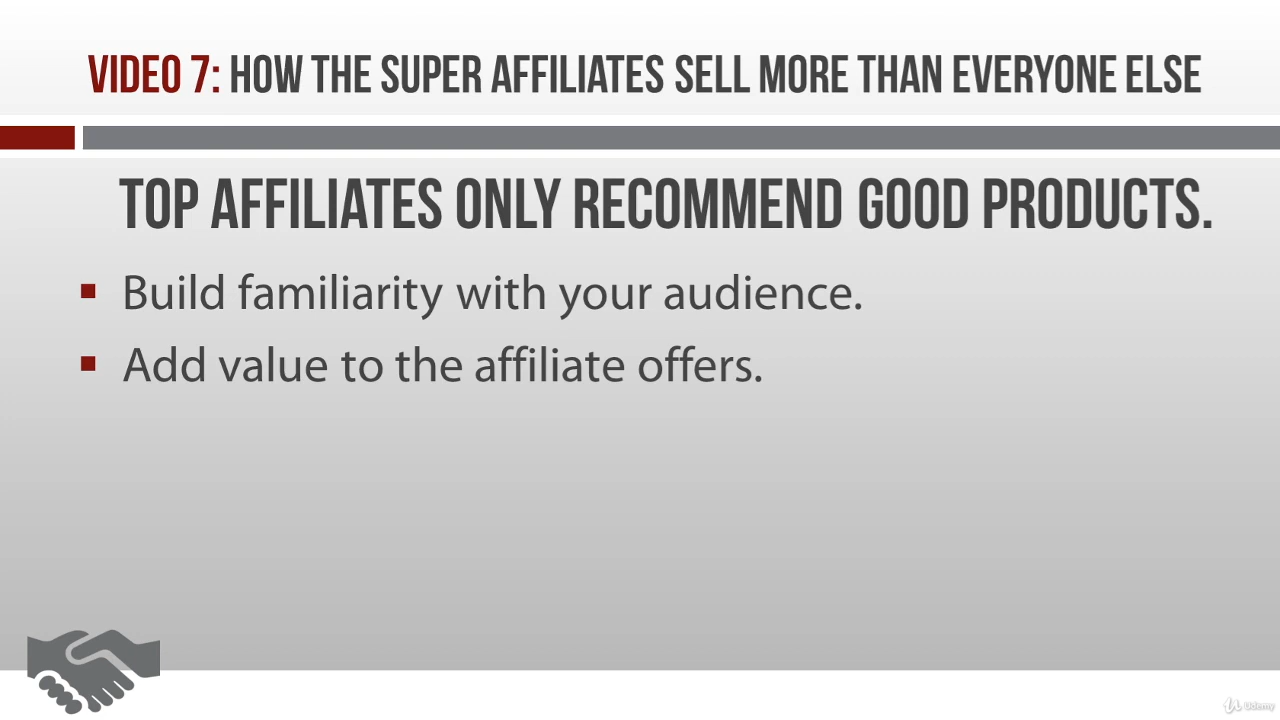 VIDEO 7: HOW THE SUPER AFFILIATES SELL MORE THAN EVERYONE ELSE
TOP AFFILIATES ONLY RECOMMEND GOOD PRODUCTS.
Build familiarity with your audience.
Add value to the affiliate offers.
Udemy